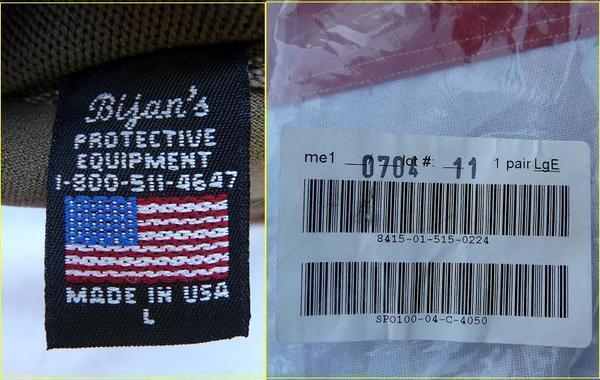 Bijan's
PROTECTIVE
EQUIPMENT
1-800-511-4647
MADE IN USA
L
me1 0704 lot #: 11 1 pair LgE
8415-01-515-0224
SPO100-04-C-4050